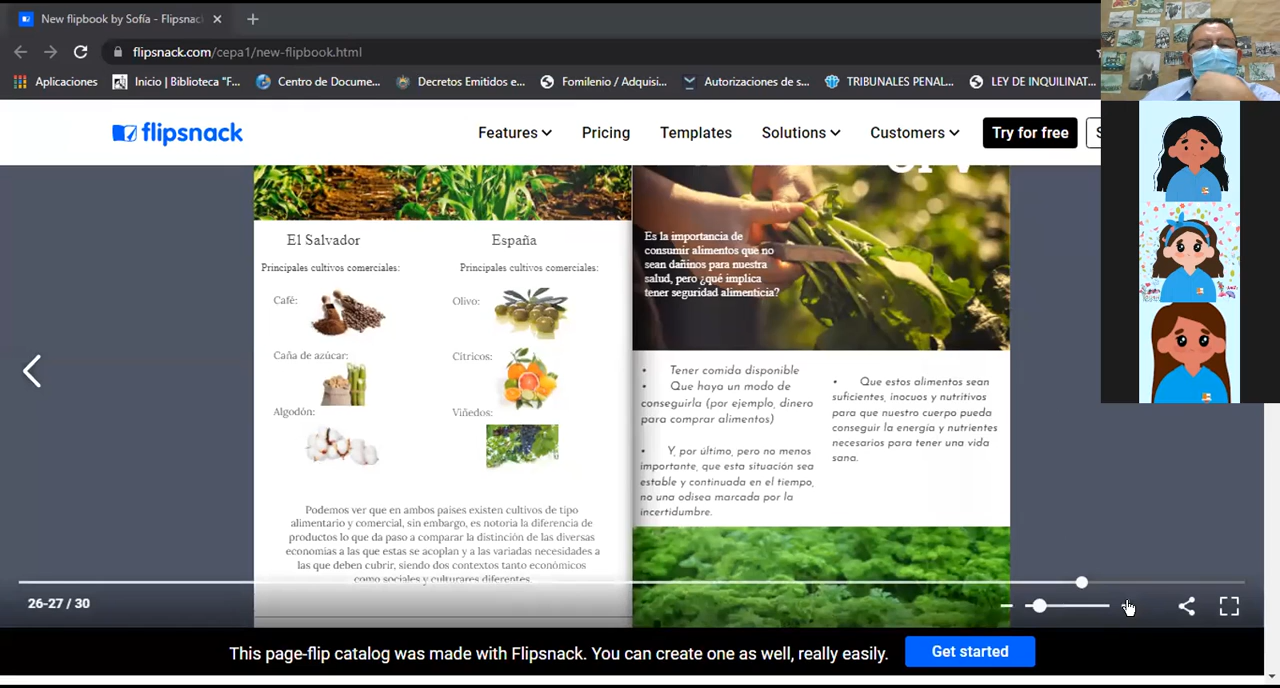 New flipbook by Sofía - Flipsnac
flipsnack.com/cepa1/new-flipbook.html
Aplicaciones
Inicio | Biblioteca "F...
Centro de Docume...
Decretos Emitidos e...
Fomilenio / Adquisi...
Autorizaciones de s...
TRIBUNALES PENAL...
LEY DE INQUILINAT...
flipsnack
Features
Pricing
Templates
Solutions
Customers
Try for free
S
El Salvador
España
Principales cultivos comerciales:
Principales cultivos comerciales:
Café:
Olivo:
Caña de azúcar:
Cítricos:
Algodón:
Viñedos:
Podemos ver que en ambos países existen cultivos de tipo
alimentario y comercial, sin embargo, es notoria la diferencia de
productos lo que da paso a comparar la distinción de las diversas
economías a las que estas se acoplan y a las variadas necesidades a
las que deben cubrir, siendo dos contextos tanto económicos
como sociales y culturares diferentes
Es la importancia de
consumir alimentos que no
sean dañinos para nuestra
salud, pero ¿qué implica
tener seguridad alimenticia?
• Tener comida disponible
• Que haya un modo de
conseguirla (por ejemplo, dinero
para comprar alimentos)
• Y, por último, pero no menos
importante, que esta situación sea
estable y continuada en el tiempo,
no una odisea marcada por la
incertidumbre.
• Que estos alimentos sean
suficientes, inocuos y nutritivos
para que nuestro cuerpo pueda
conseguir la energía y nutrientes
necesarios para tener una vida
sana.
26-27 / 30
This page-flip catalog was made with Flipsnack. You can create one as well, really easily.
Get started